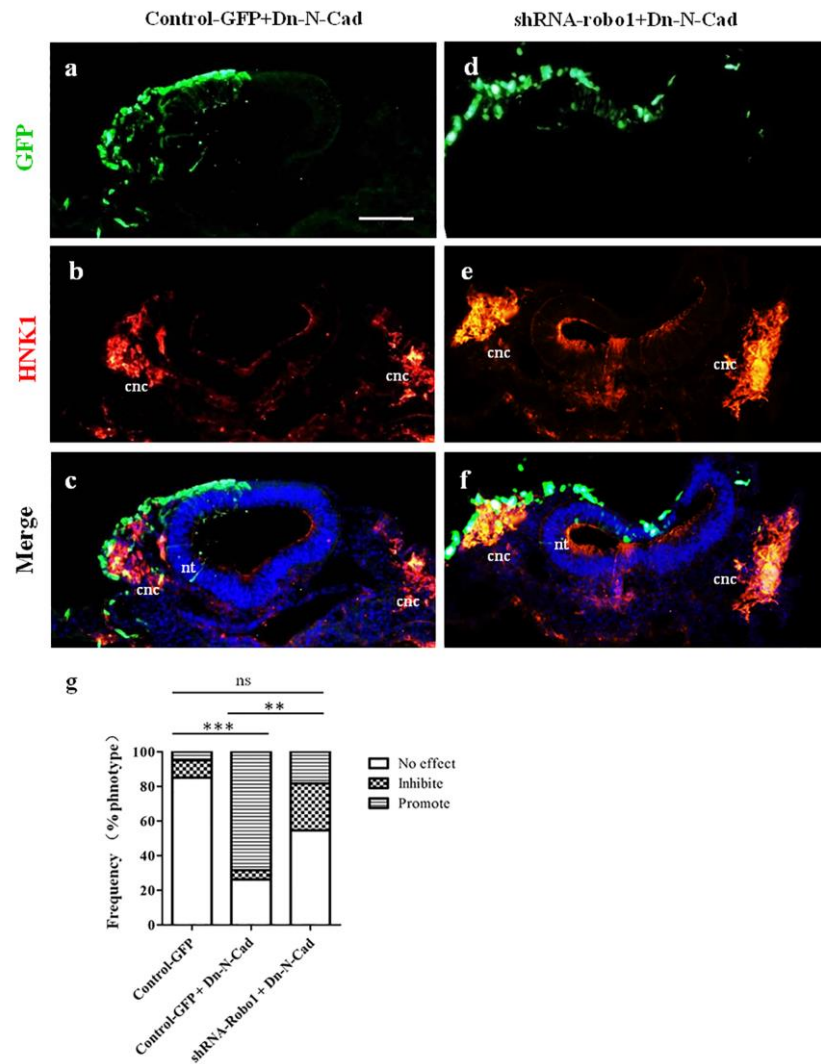 Control-GFP+Dn-N-Cad shRNA-robo1+Dn-N-Cad
GFP
a d
HNK1
b e
cnc cnc cnc cnc
Merge
c f
nt nt
cnc cnc cnc cnc
g
ns
***
**
Frequency （% phnotype）
100
80
60
40
20
0
No effect
Inhibite
Promote
Control-GFP
Control-GFP + Dn-N-Cad
shRNA-Robo1 + Dn-N-Cad